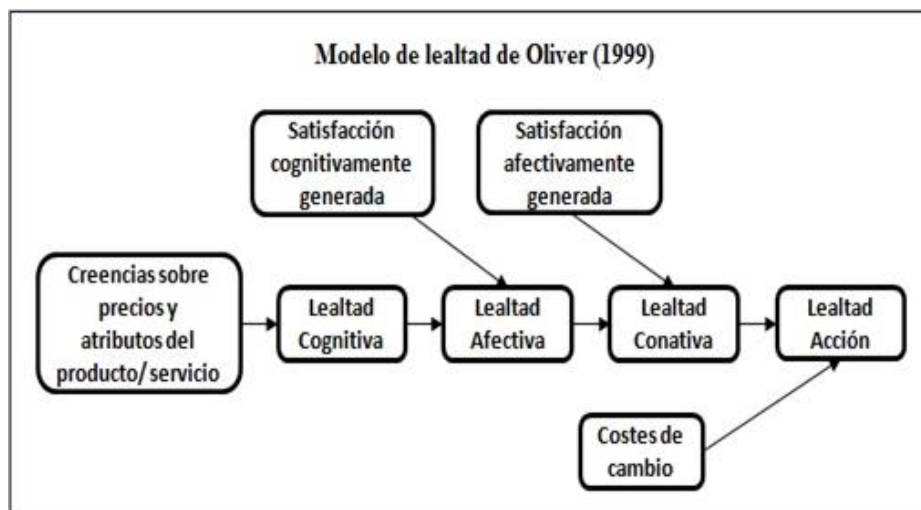 Modelo de lealtad de Oliver (1999)
Satisfacción
cognitivamente
generada
Satisfacción
afectivamente
generada
Creencias sobre
precios y
atributos del
producto/ servicio
Lealtad
Cognitiva
Lealtad
Afectiva
Lealtad
Conativa
Lealtad
Acción
Costes de
cambio